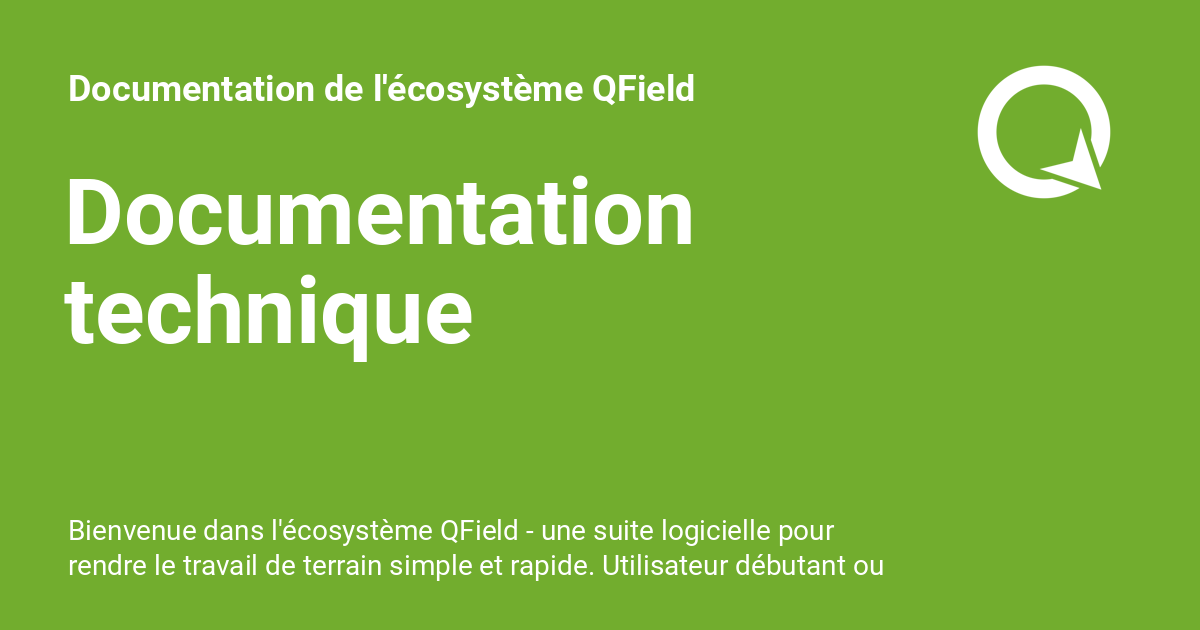 Documentation de l'écosystème QField
Documentation
technique
Bienvenue dans l'écosystème QField - une suite logicielle pour
rendre le travail de terrain simple et rapide. Utilisateur débutant ou